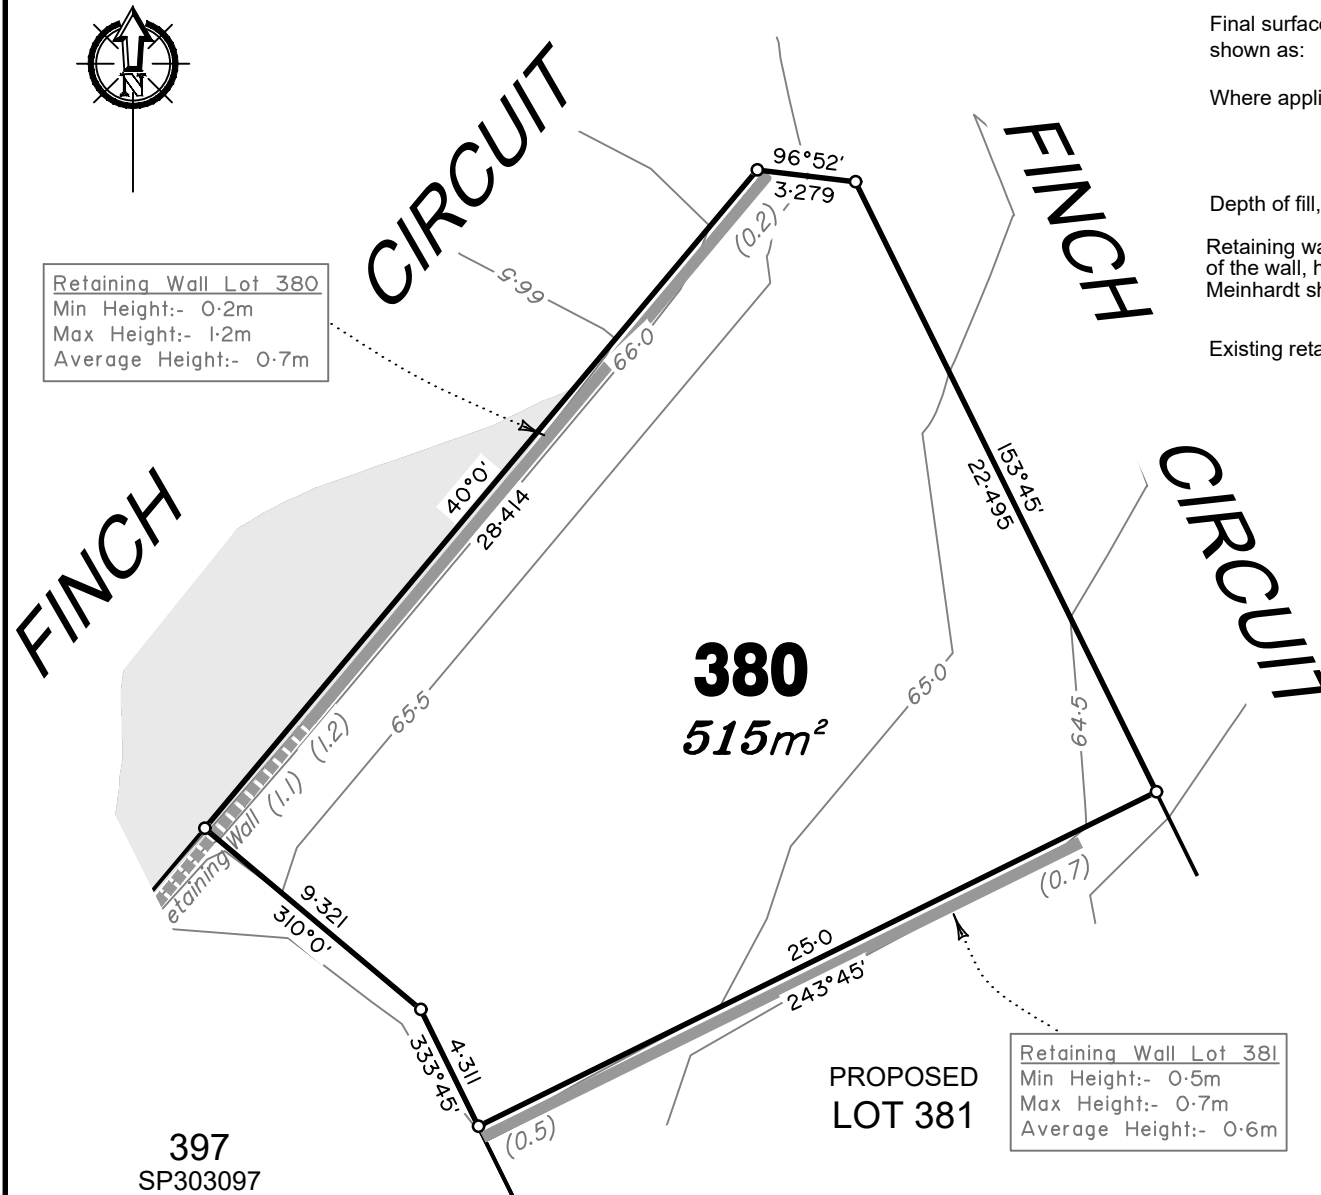 N
Final surface
shown as:
Where appli
Depth of fill,
Retaining wa
of the wall, h
Meinhardt sh
Existing reta
FINCH
CIRCUIT
FINCH
CIRCUIT
Retaining Wall Lot 380
Min Height:- 0·2m
Max Height:- 1·2m
Average Height:- 0·7m
96°52'
3·279
(0.2)
66·5
66·0
40°0'
28·414
153°45'
22·495
380
515m²
65·5
65·0
64·5
(1.2)
(1.1)
etaining Wall
9·321
310°0'
4·311
333°45'
25·0
243°45'
(0.7)
(0.5)
PROPOSED
LOT 381
Retaining Wall Lot 381
Min Height:- 0·5m
Max Height:- 0·7m
Average Height:- 0·6m
397
SP303097